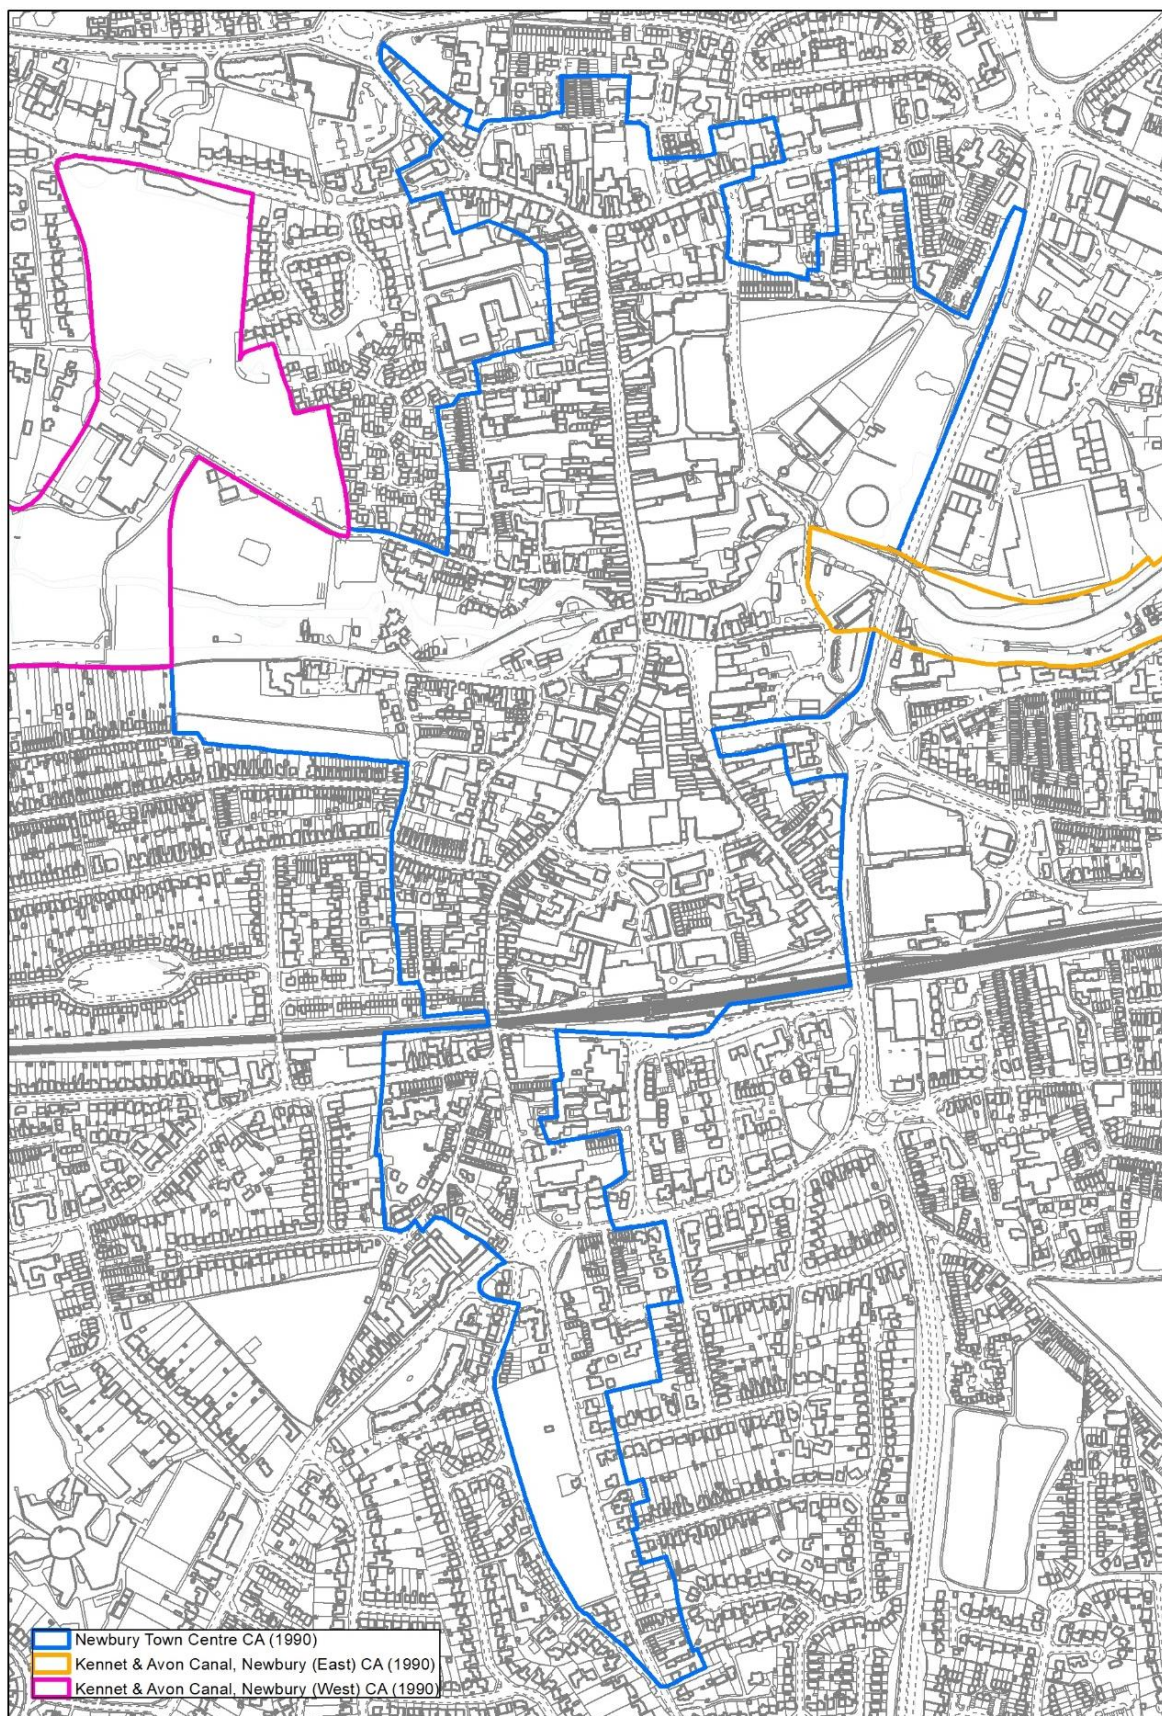 Newbury Town Centre CA (1990)
Kennet & Avon Canal, Newbury (East) CA (1990)
Kennet & Avon Canal, Newbury (West) CA (1990)